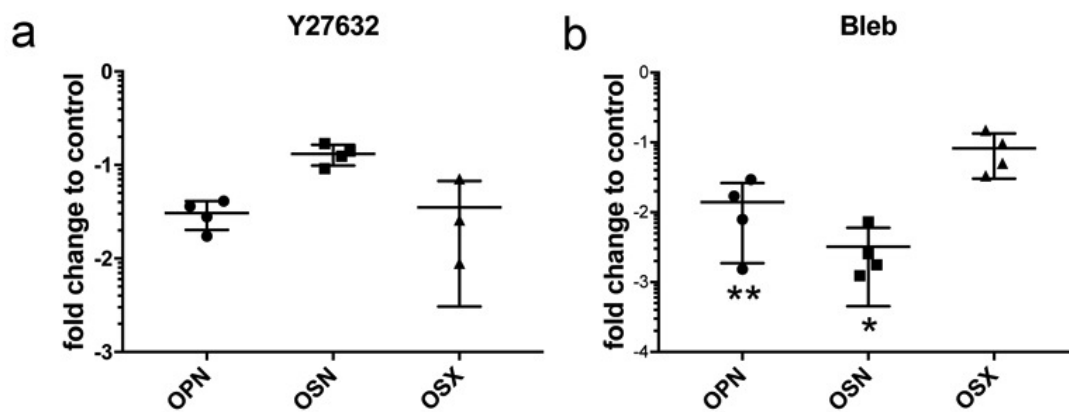 a
Y27632
fold change to control
0
-1
-2
-3
OPN
OSN
OSX
b
Bleb
fold change to control
0
-1
-2
-3
-4
**
*
OPN
OSN
OSX